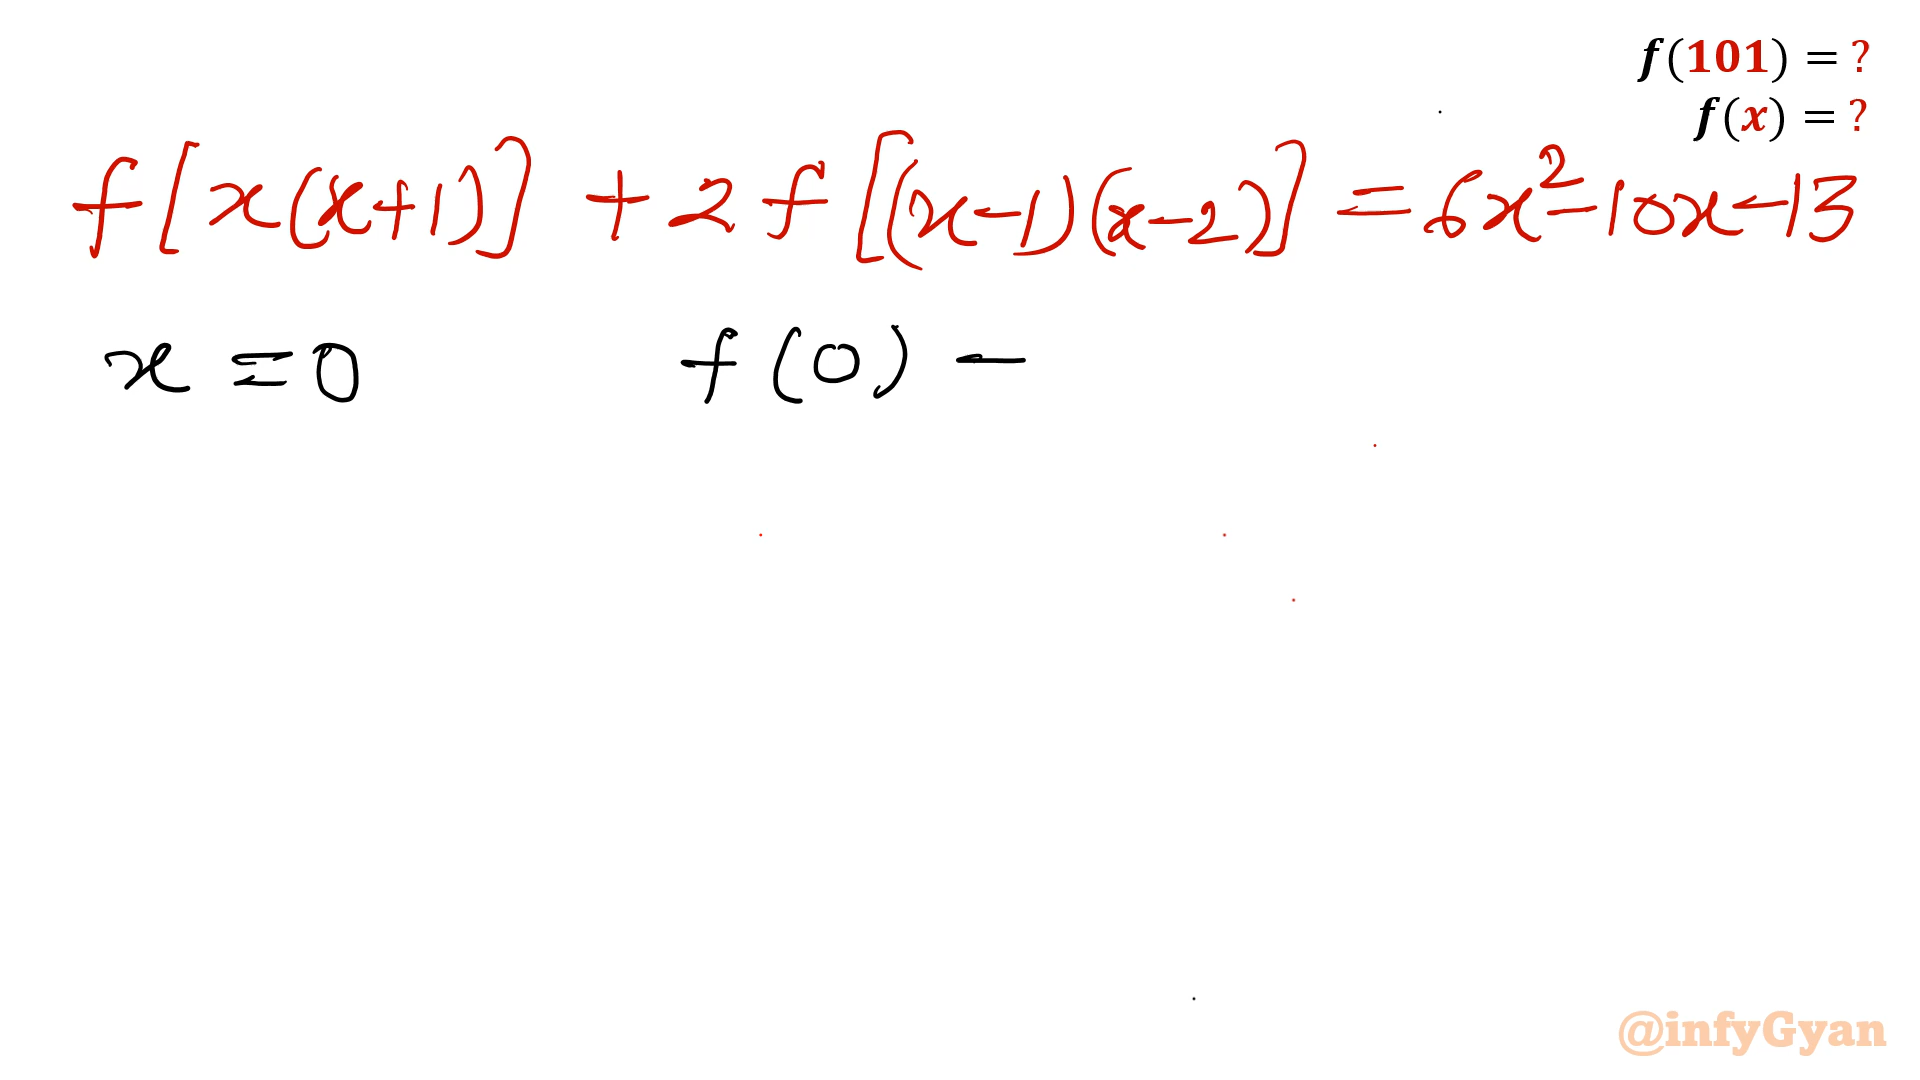 f(101) = ?
f(x) = ?
f[x(x+1)] + 2f[(x-1)(x-2)] = 6x²-10x-13
x = 0 f(0) -
@infyGyan